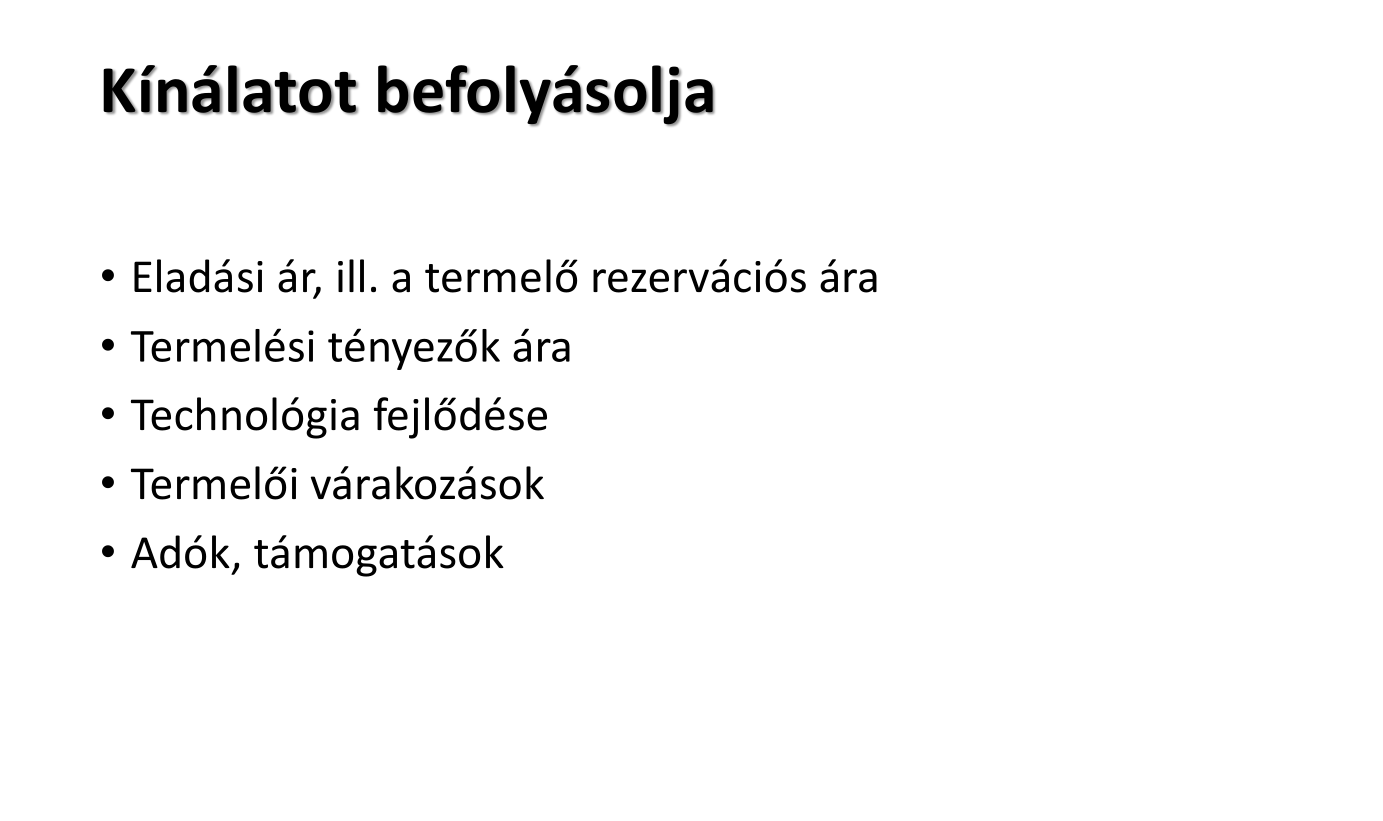 Kínálatot befolyásolja
• Eladási ár, ill. a termelő rezervációs ára
• Termelési tényezők ára
• Technológia fejlődése
• Termelői várakozások
• Adók, támogatások